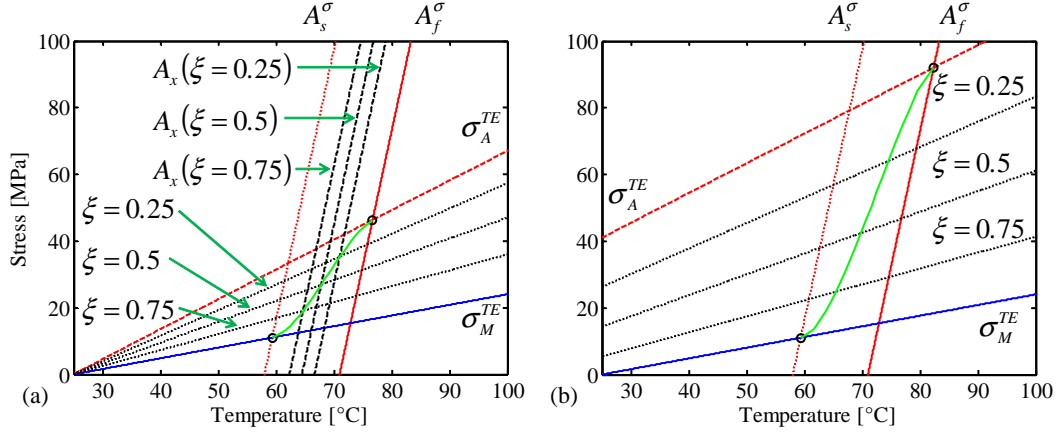 A_s^σ A_f^σ
100
80
60
40
20
0
Stress [MPa]
A_x(ξ = 0.25)
A_x(ξ = 0.5)
A_x(ξ = 0.75)
σ_A^TE
ξ = 0.25
ξ = 0.5
ξ = 0.75
σ_M^TE
30 40 50 60 70 80 90 100
Temperature [°C]
(a)
A_s^σ A_f^σ
100
80
60
40
20
0
ξ = 0.25
ξ = 0.5
σ_A^TE
ξ = 0.75
σ_M^TE
30 40 50 60 70 80 90 100
Temperature [°C]
(b)